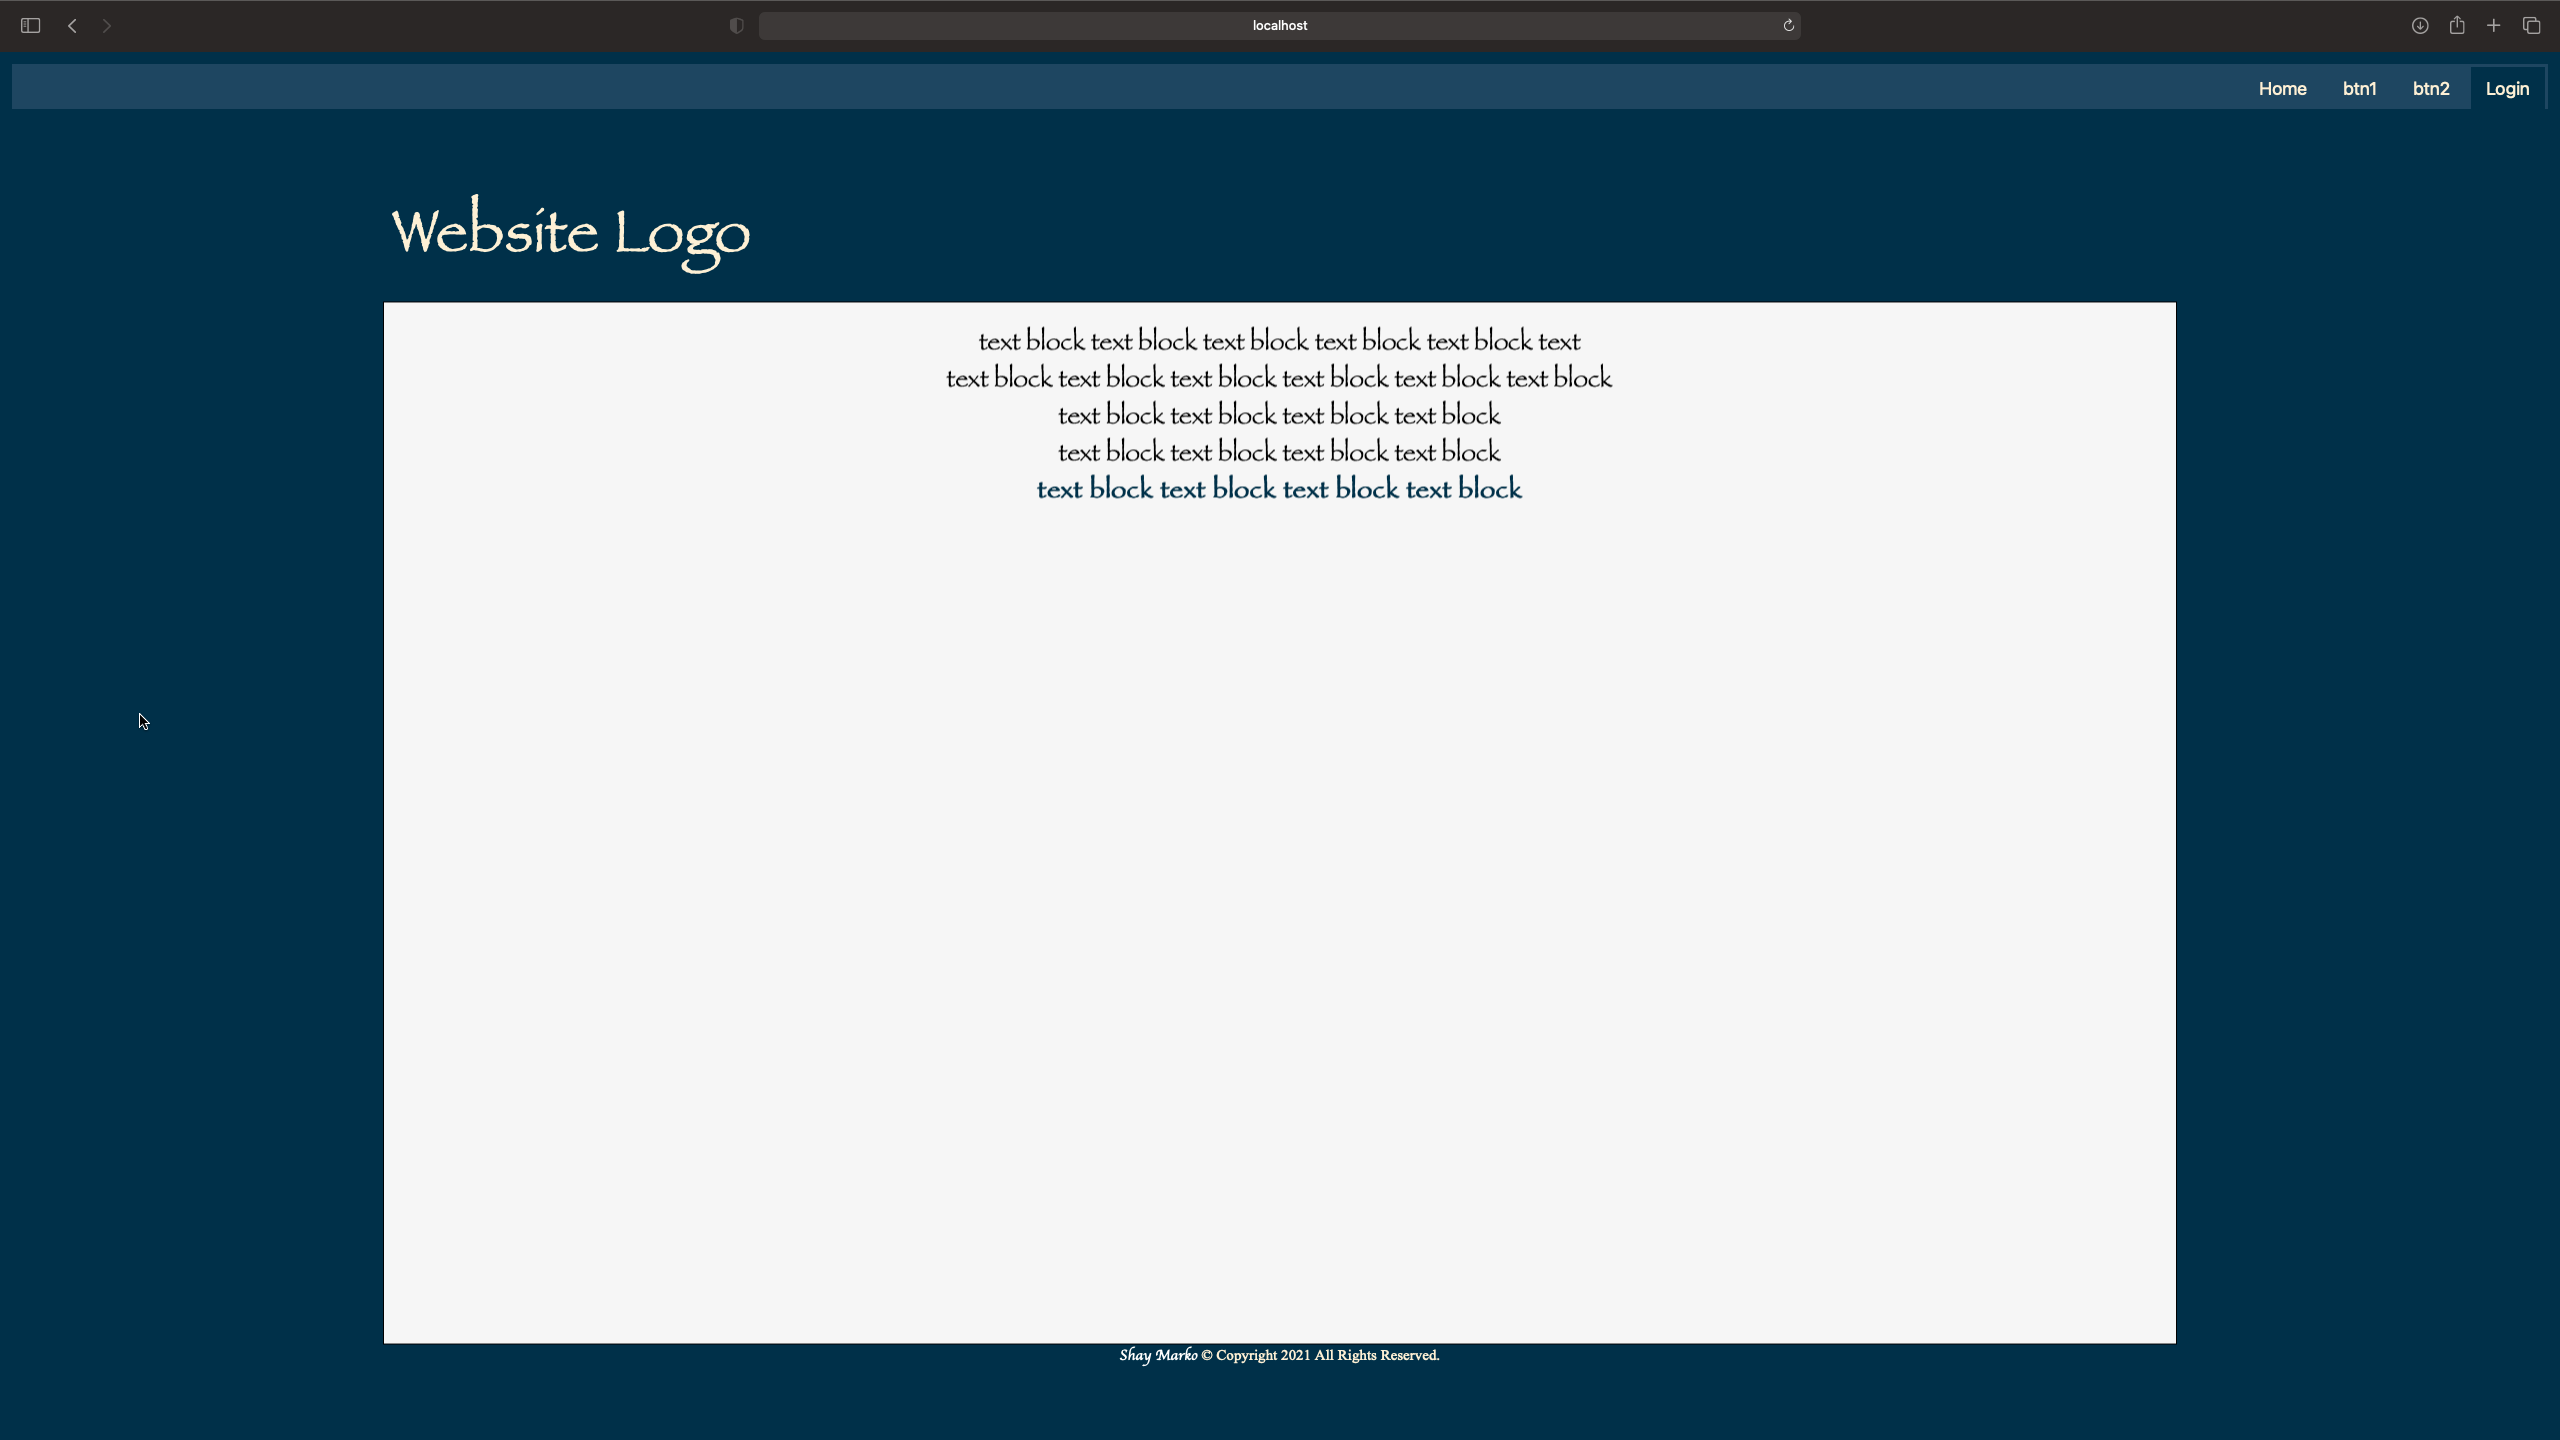 localhost
Home btn1 btn2 Login
Website Logo
text block text block text block text block text block text
text block text block text block text block text block text block
text block text block text block text block
text block text block text block text block
text block text block text block text block
Shay Marko © Copyright 2021 All Rights Reserved.